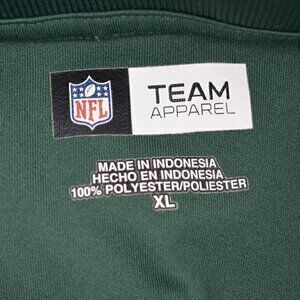 NFL
TEAM
APPAREL
MADE IN INDONESIA
HECHO EN INDONESIA
100% POLYESTER/POLIESTER
XL